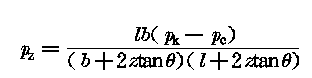 p_z = \frac{lb(p_k - p_c)}{(b + 2z\tan\theta)(l + 2z\tan\theta)}